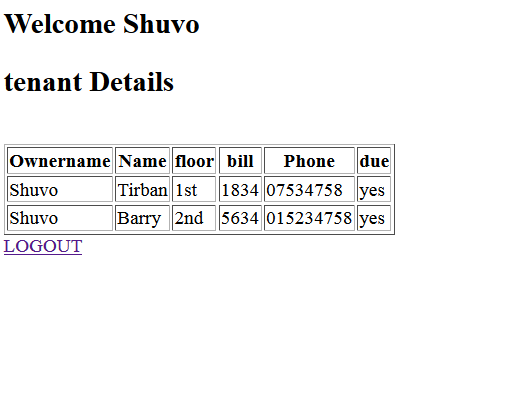 Welcome Shuvo
tenant Details
Ownername Name floor bill Phone due
Shuvo Tirban 1st 1834 07534758 yes
Shuvo Barry 2nd 5634 015234758 yes
LOGOUT